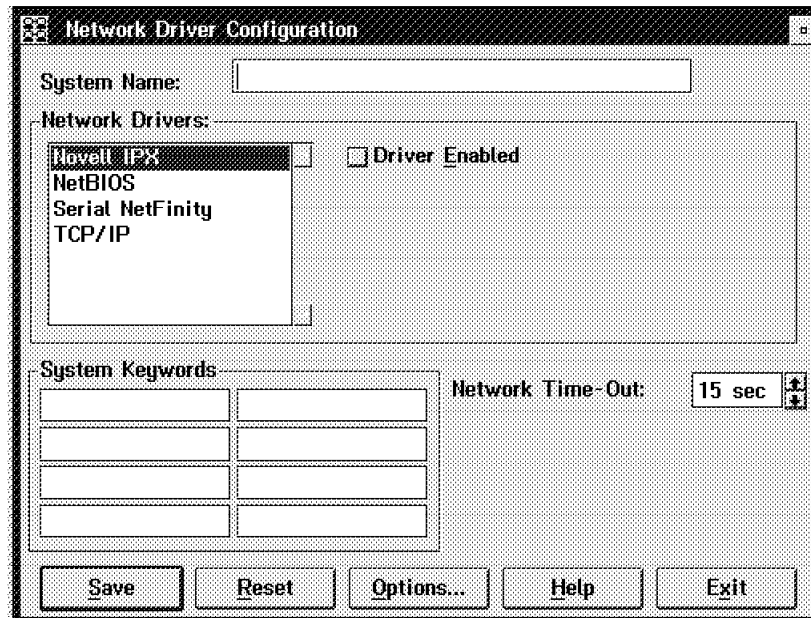 Network Driver Configuration
System Name:
Network Drivers:
Novell IPX
Driver Enabled
NetBIOS
Serial NetFinity
TCP/IP
System Keywords
Network Time-Out:
15 sec
Save
Reset
Options...
Help
Exit